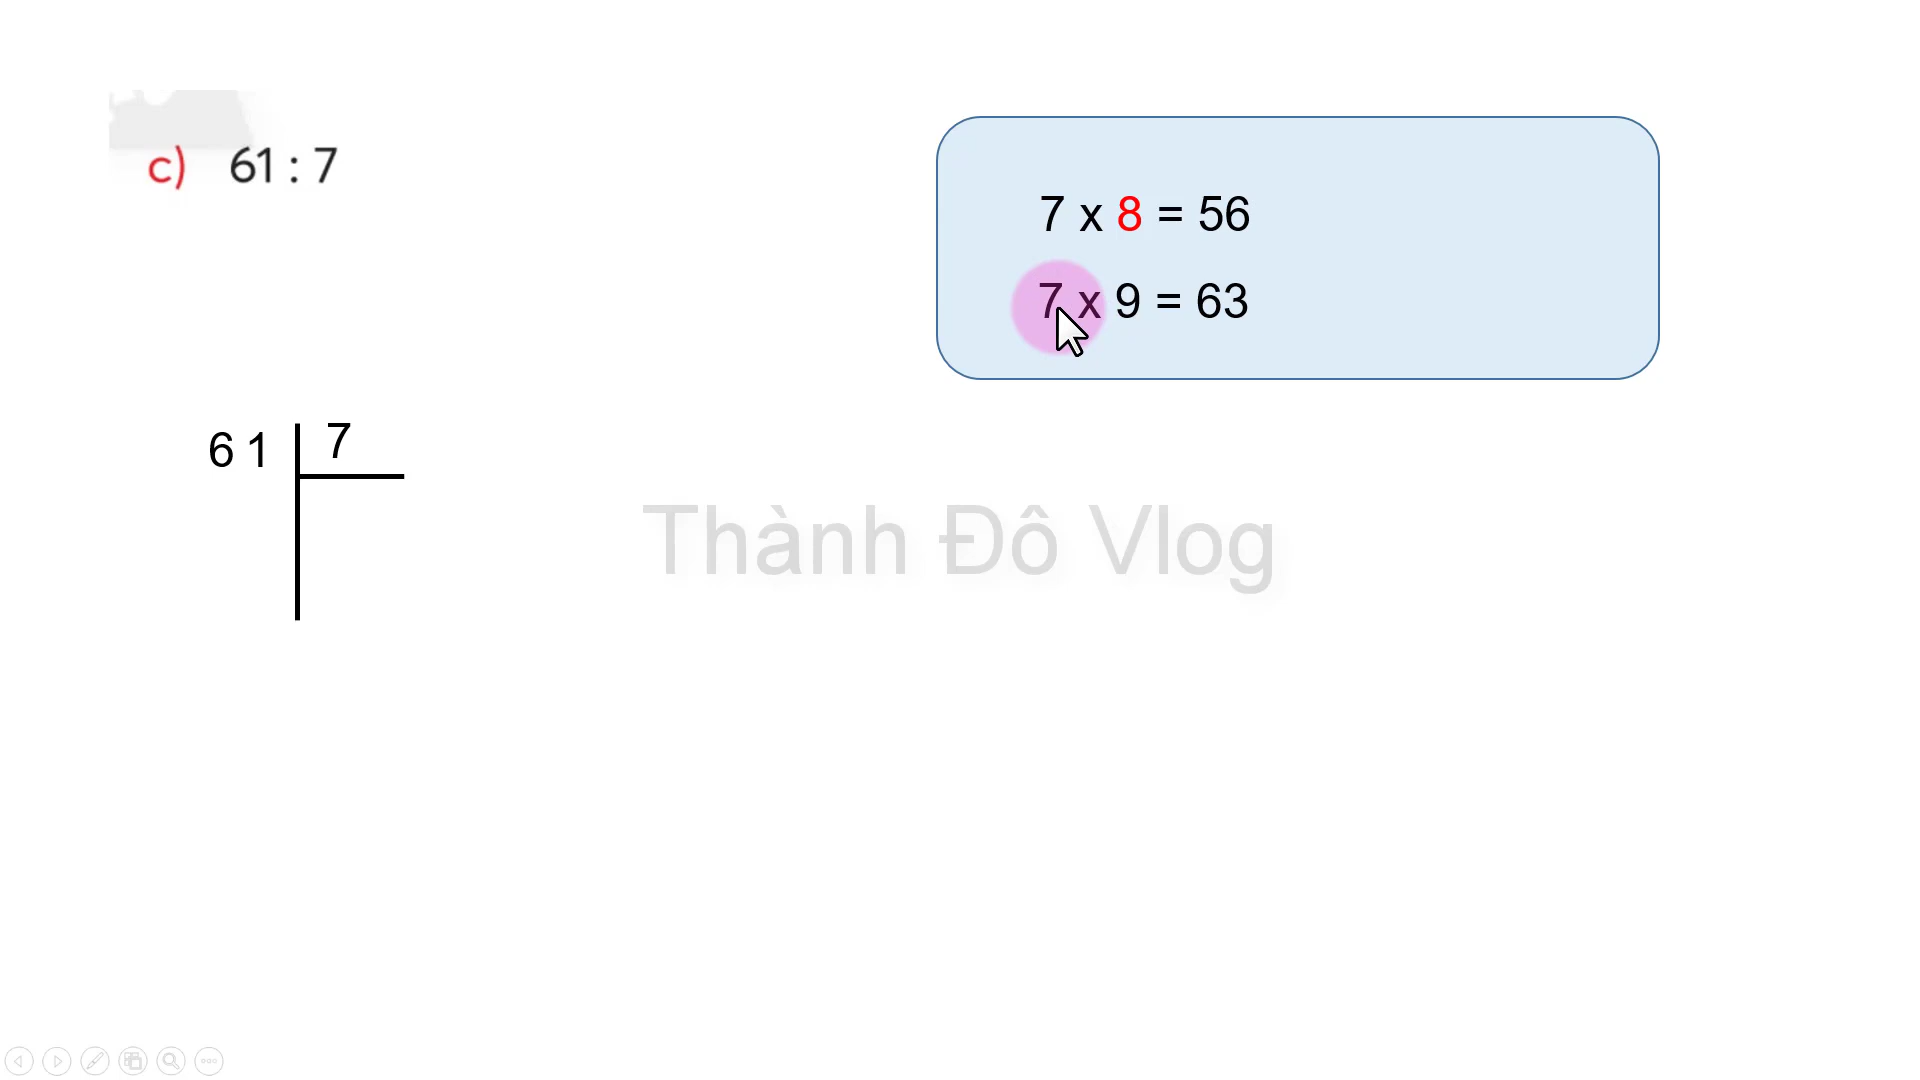 c) 61 : 7
7 x 8 = 56
7 x 9 = 63
6 1 7
Thành Đô Vlog